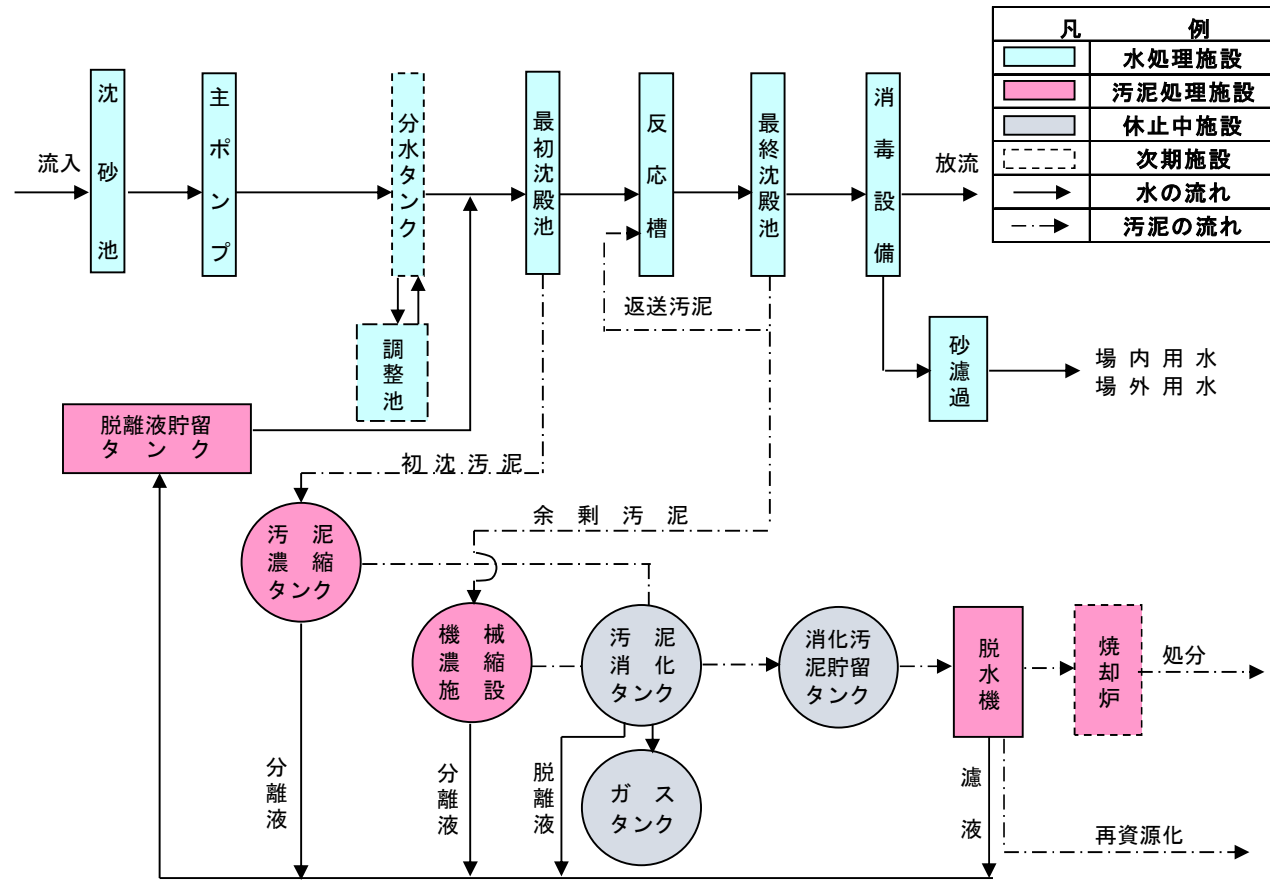 凡　例
水処理施設
汚泥処理施設
休止中施設
次期施設
水の流れ
汚泥の流れ
流入
沈砂池
主ポンプ
分水タンク
最初沈殿池
反応槽
最終沈殿池
消毒設備
放流
返送汚泥
調整池
砂濾過
場内用水
場外用水
脱離液貯留
タンク
初沈汚泥
余剰汚泥
汚泥
濃縮
タンク
機械
濃縮
施設
汚泥
消化
タンク
消化汚
泥貯留
タンク
脱水機
焼却炉
処分
分離液
分離液
脱離液
ガス
タンク
濾液
再資源化